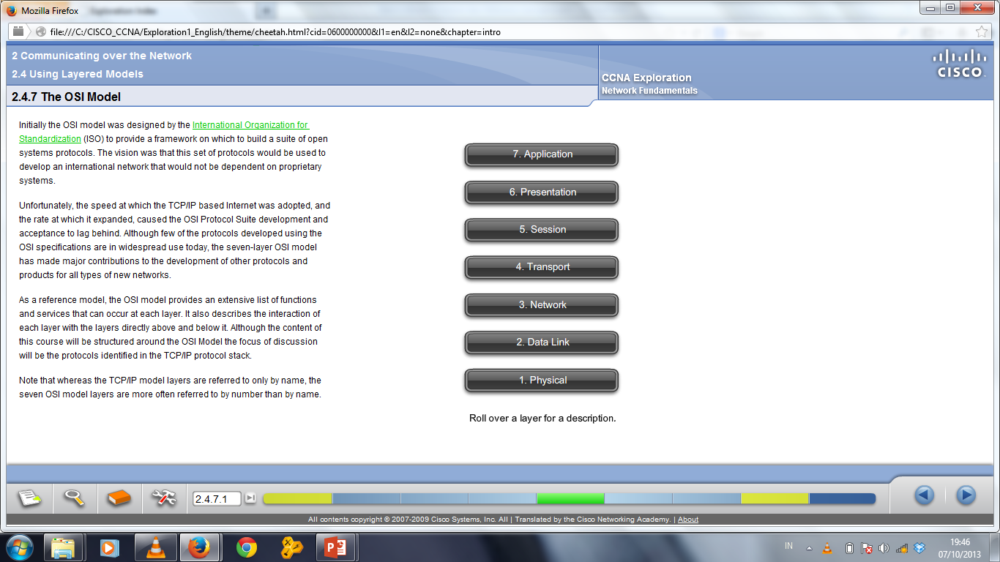 Mozilla Firefox
Exploration Index
file:///C:/CISCO_CCNA/Exploration1_English/theme/cheetah.html?cid=0600000000&l1=en&l2=none&chapter=intro
2 Communicating over the Network
2.4 Using Layered Models
2.4.7 The OSI Model
CCNA Exploration
Network Fundamentals
CISCO
Initially the OSI model was designed by the International Organization for
Standardization (ISO) to provide a framework on which to build a suite of open
systems protocols. The vision was that this set of protocols would be used to
develop an international network that would not be dependent on proprietary
systems.
Unfortunately, the speed at which the TCP/IP based Internet was adopted, and
the rate at which it expanded, caused the OSI Protocol Suite development and
acceptance to lag behind. Although few of the protocols developed using the
OSI specifications are in widespread use today, the seven-layer OSI model
has made major contributions to the development of other protocols and
products for all types of new networks.
As a reference model, the OSI model provides an extensive list of functions
and services that can occur at each layer. It also describes the interaction of
each layer with the layers directly above and below it. Although the content of
this course will be structured around the OSI Model the focus of discussion
will be the protocols identified in the TCP/IP protocol stack.
Note that whereas the TCP/IP model layers are referred to only by name, the
seven OSI model layers are more often referred to by number than by name.
7. Application
6. Presentation
5. Session
4. Transport
3. Network
2. Data Link
1. Physical
Roll over a layer for a description.
2.4.7.1
All contents copyright © 2007-2009 Cisco Systems, Inc. All | Translated by the Cisco Networking Academy. | About
IN
19:46
07/10/2013